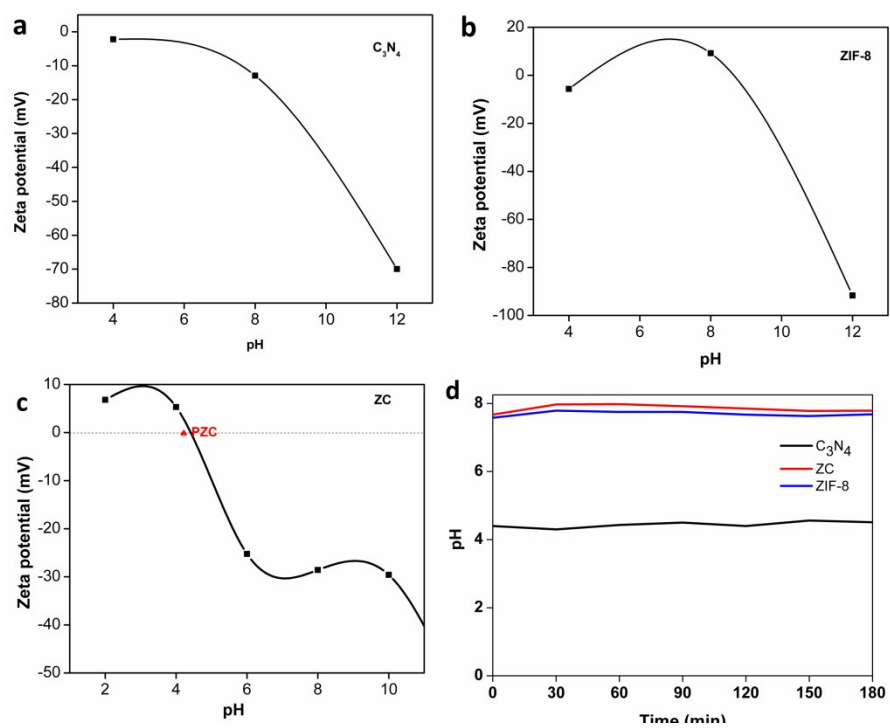 a
C₃N₄
0
-10
-20
-30
-40
-50
-60
-70
-80
4
6
8
10
12
Zeta potential (mV)
pH
b
ZIF-8
20
0
-20
-40
-60
-80
-100
4
6
8
10
12
Zeta potential (mV)
pH
c
ZC
10
0
-10
-20
-30
-40
-50
PZC
2
4
6
8
10
Zeta potential (mV)
pH
d
8
6
4
2
0
C₃N₄
ZC
ZIF-8
0
30
60
90
120
150
180
pH
Time (min)